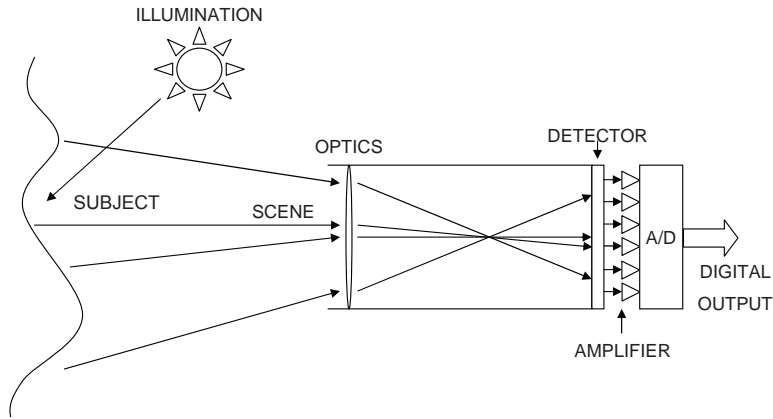 ILLUMINATION
OPTICS
DETECTOR
SUBJECT
SCENE
A/D
DIGITAL
OUTPUT
AMPLIFIER